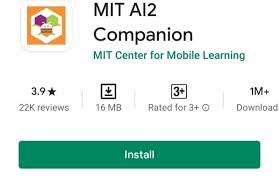 MIT AI2
Companion
MIT Center for Mobile Learning
3.9★ 3+ 1M+
22K reviews 16 MB Rated for 3+ Download
Install